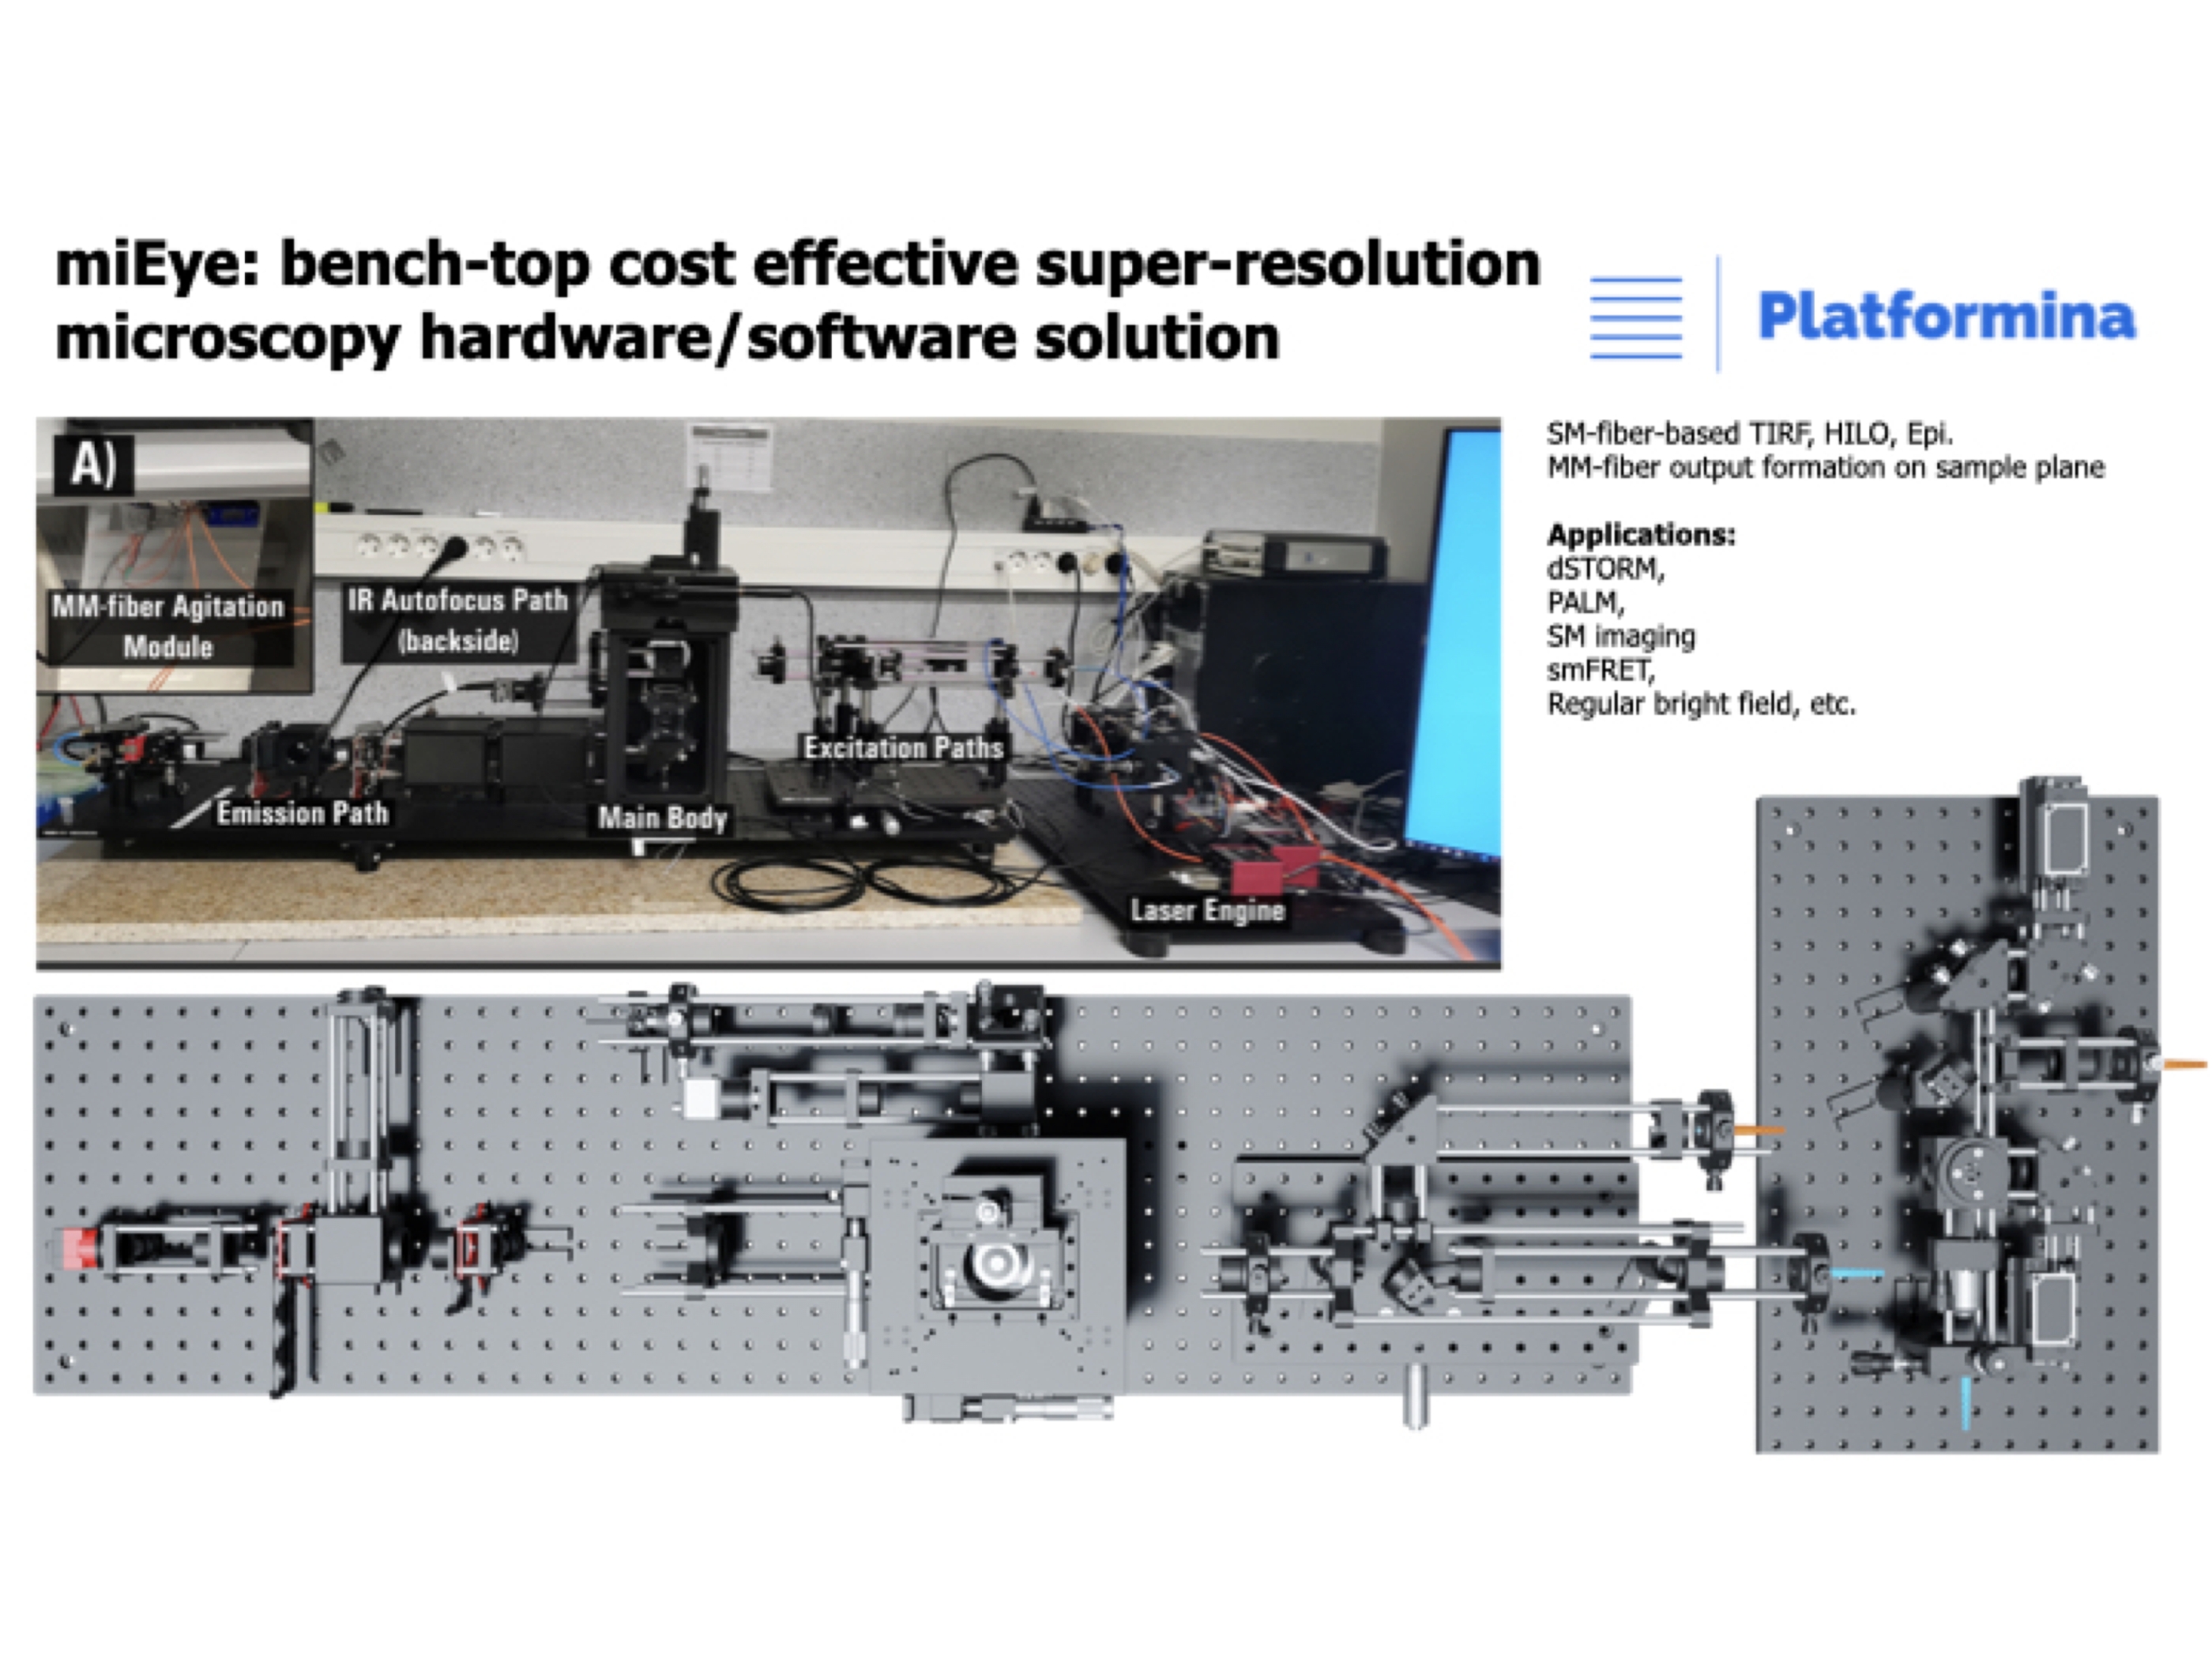 miEye: bench-top cost effective super-resolution
microscopy hardware/software solution
Platformina
A)
MM-fiber Agitation
Module
IR Autofocus Path
(backside)
Excitation Paths
Emission Path
Main Body
Laser Engine
SM-fiber-based TIRF, HILO, Epi.
MM-fiber output formation on sample plane
Applications:
dSTORM,
PALM,
SM imaging
smFRET,
Regular bright field, etc.